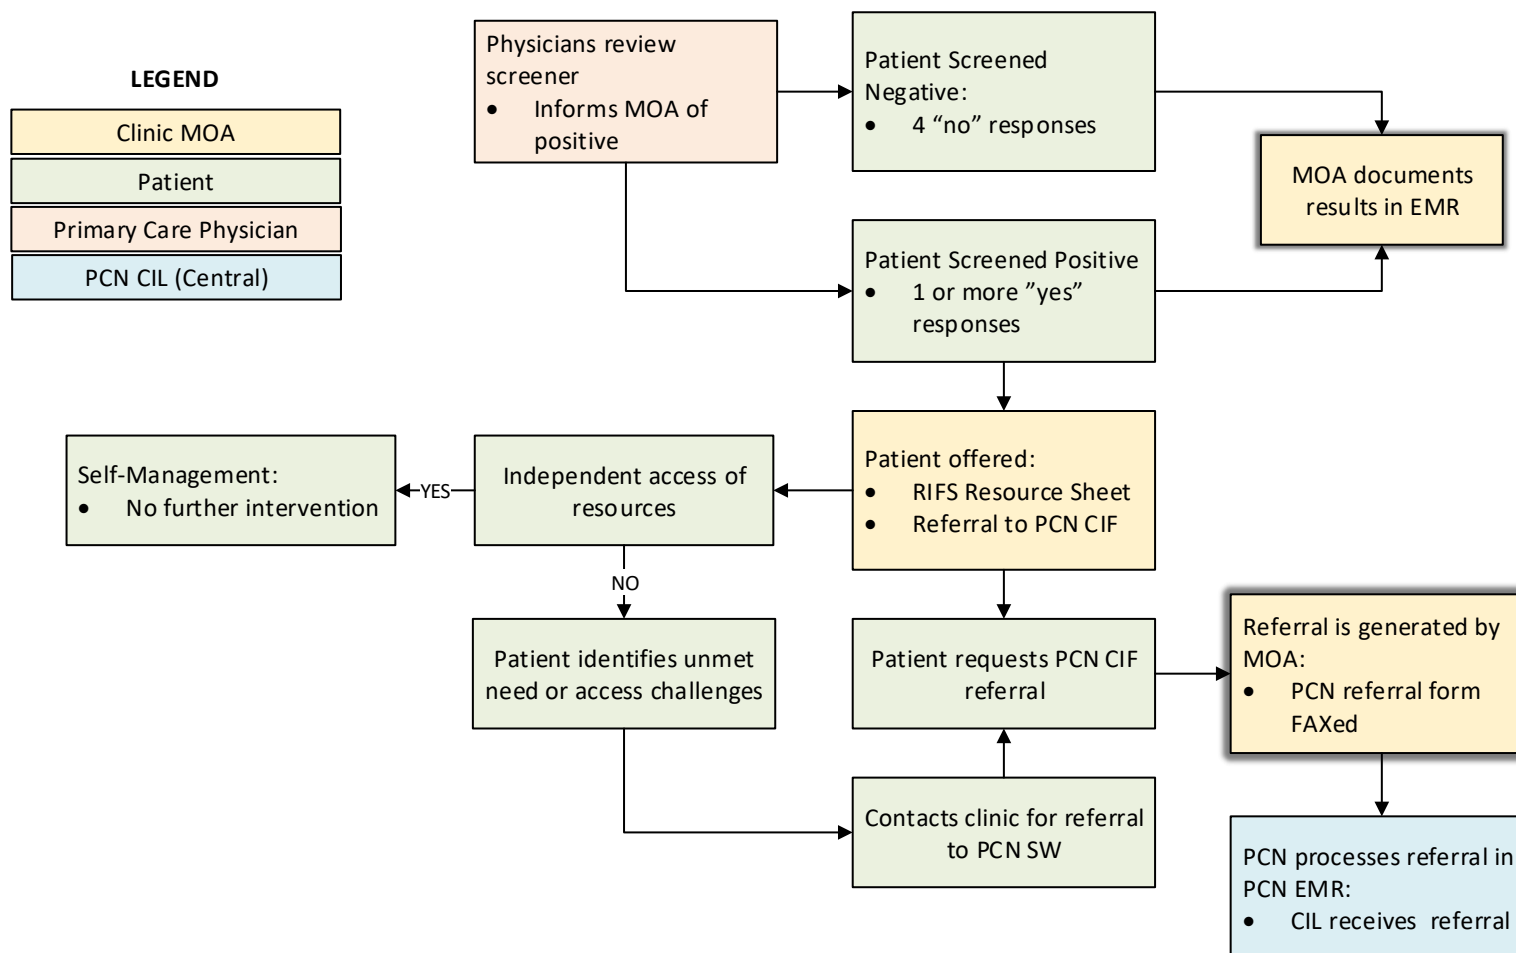 LEGEND
Clinic MOA
Patient
Primary Care Physician
PCN CIL (Central)
Physicians review
screener
• Informs MOA of
positive
Patient Screened
Negative:
• 4 “no” responses
MOA documents
results in EMR
Patient Screened Positive
• 1 or more ”yes”
responses
Self-Management:
• No further intervention
YES
Independent access of
resources
Patient offered:
• RIFS Resource Sheet
• Referral to PCN CIF
NO
Patient identifies unmet
need or access challenges
Patient requests PCN CIF
referral
Referral is generated by
MOA:
• PCN referral form
FAXed
Contacts clinic for referral
to PCN SW
PCN processes referral in
PCN EMR:
• CIL receives referral